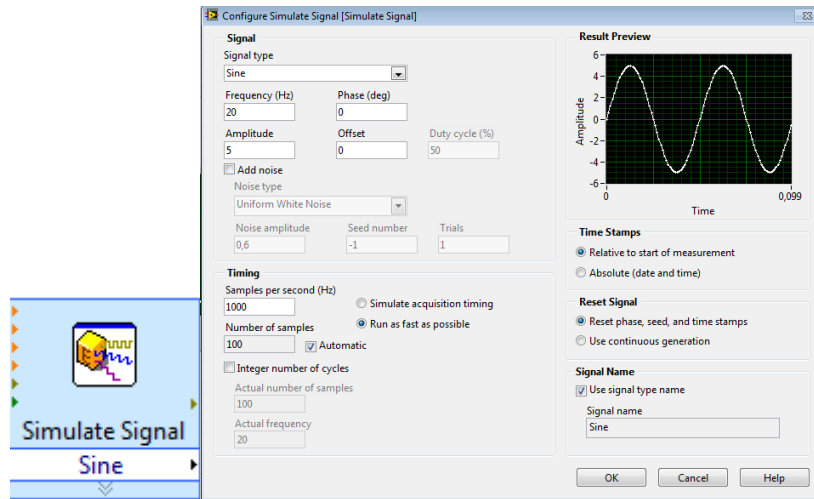 Configure Simulate Signal [Simulate Signal]
Signal
Signal type
Sine
Frequency (Hz) Phase (deg)
20 0
Amplitude Offset Duty cycle (%)
5 0 50
Add noise
Noise type
Uniform White Noise
Noise amplitude Seed number Trials
0,6 -1 1
Timing
Samples per second (Hz)
1000 Simulate acquisition timing
Number of samples Run as fast as possible
100 Automatic
Integer number of cycles
Actual number of samples
100
Actual frequency
20
Result Preview
6
4
2
0
-2
-4
-6
Amplitude
0 0,099
Time
Time Stamps
Relative to start of measurement
Absolute (date and time)
Reset Signal
Reset phase, seed, and time stamps
Use continuous generation
Signal Name
Use signal type name
Signal name
Sine
OK Cancel Help
Simulate Signal
Sine